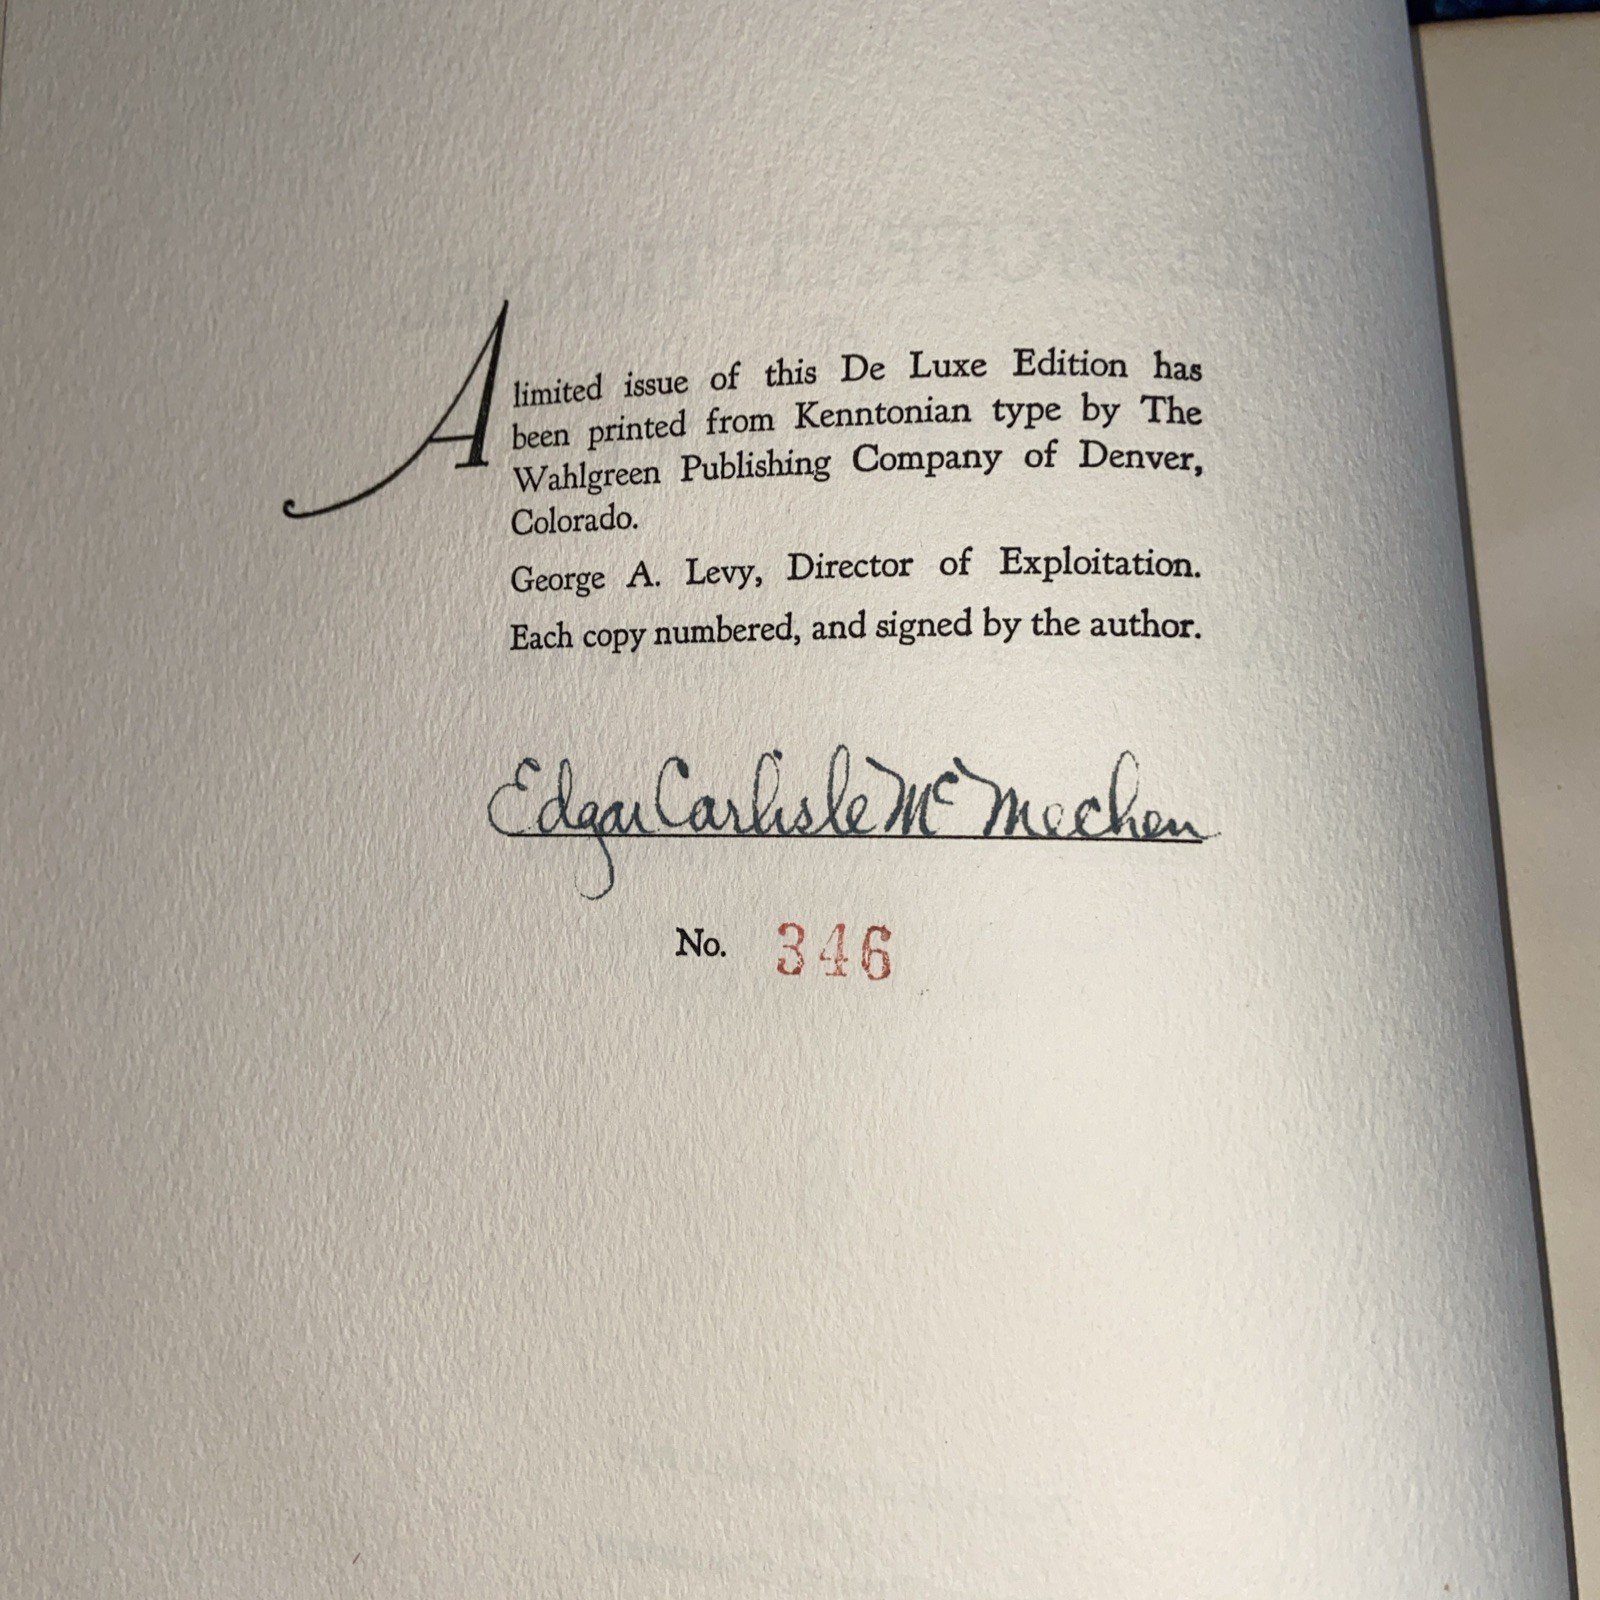 A limited issue of this De Luxe Edition has
been printed from Kenntonian type by The
Wahlgreen Publishing Company of Denver,
Colorado.
George A. Levy, Director of Exploitation.
Each copy numbered, and signed by the author.
Edgar Carlisle McMechen
No. 346